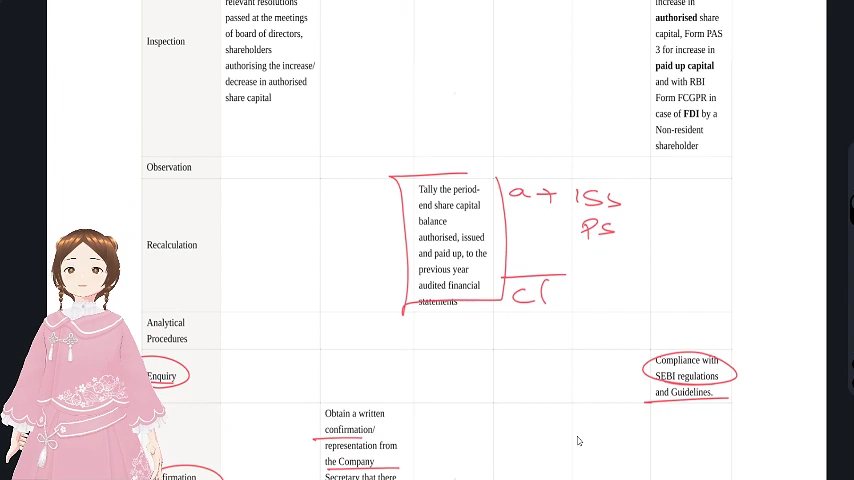 relevant resolutions
passed at the meetings
of board of directors,
shareholders
authorising the increase/
decrease in authorised
share capital
Inspection
increase in
authorised share
capital, Form PAS
3 for increase in
paid up capital
and with RBI
Form FCGPR in
case of FDI by a
Non-resident
shareholder
Observation
Recalculation
Tally the period-
end share capital
balance
authorised, issued
and paid up, to the
previous year
audited financial
statements
a + ISS
PS
Cl
Analytical
Procedures
Enquiry
Compliance with
SEBI regulations
and Guidelines.
Obtain a written
confirmation/
representation from
the Company
Secretary that there
firmation